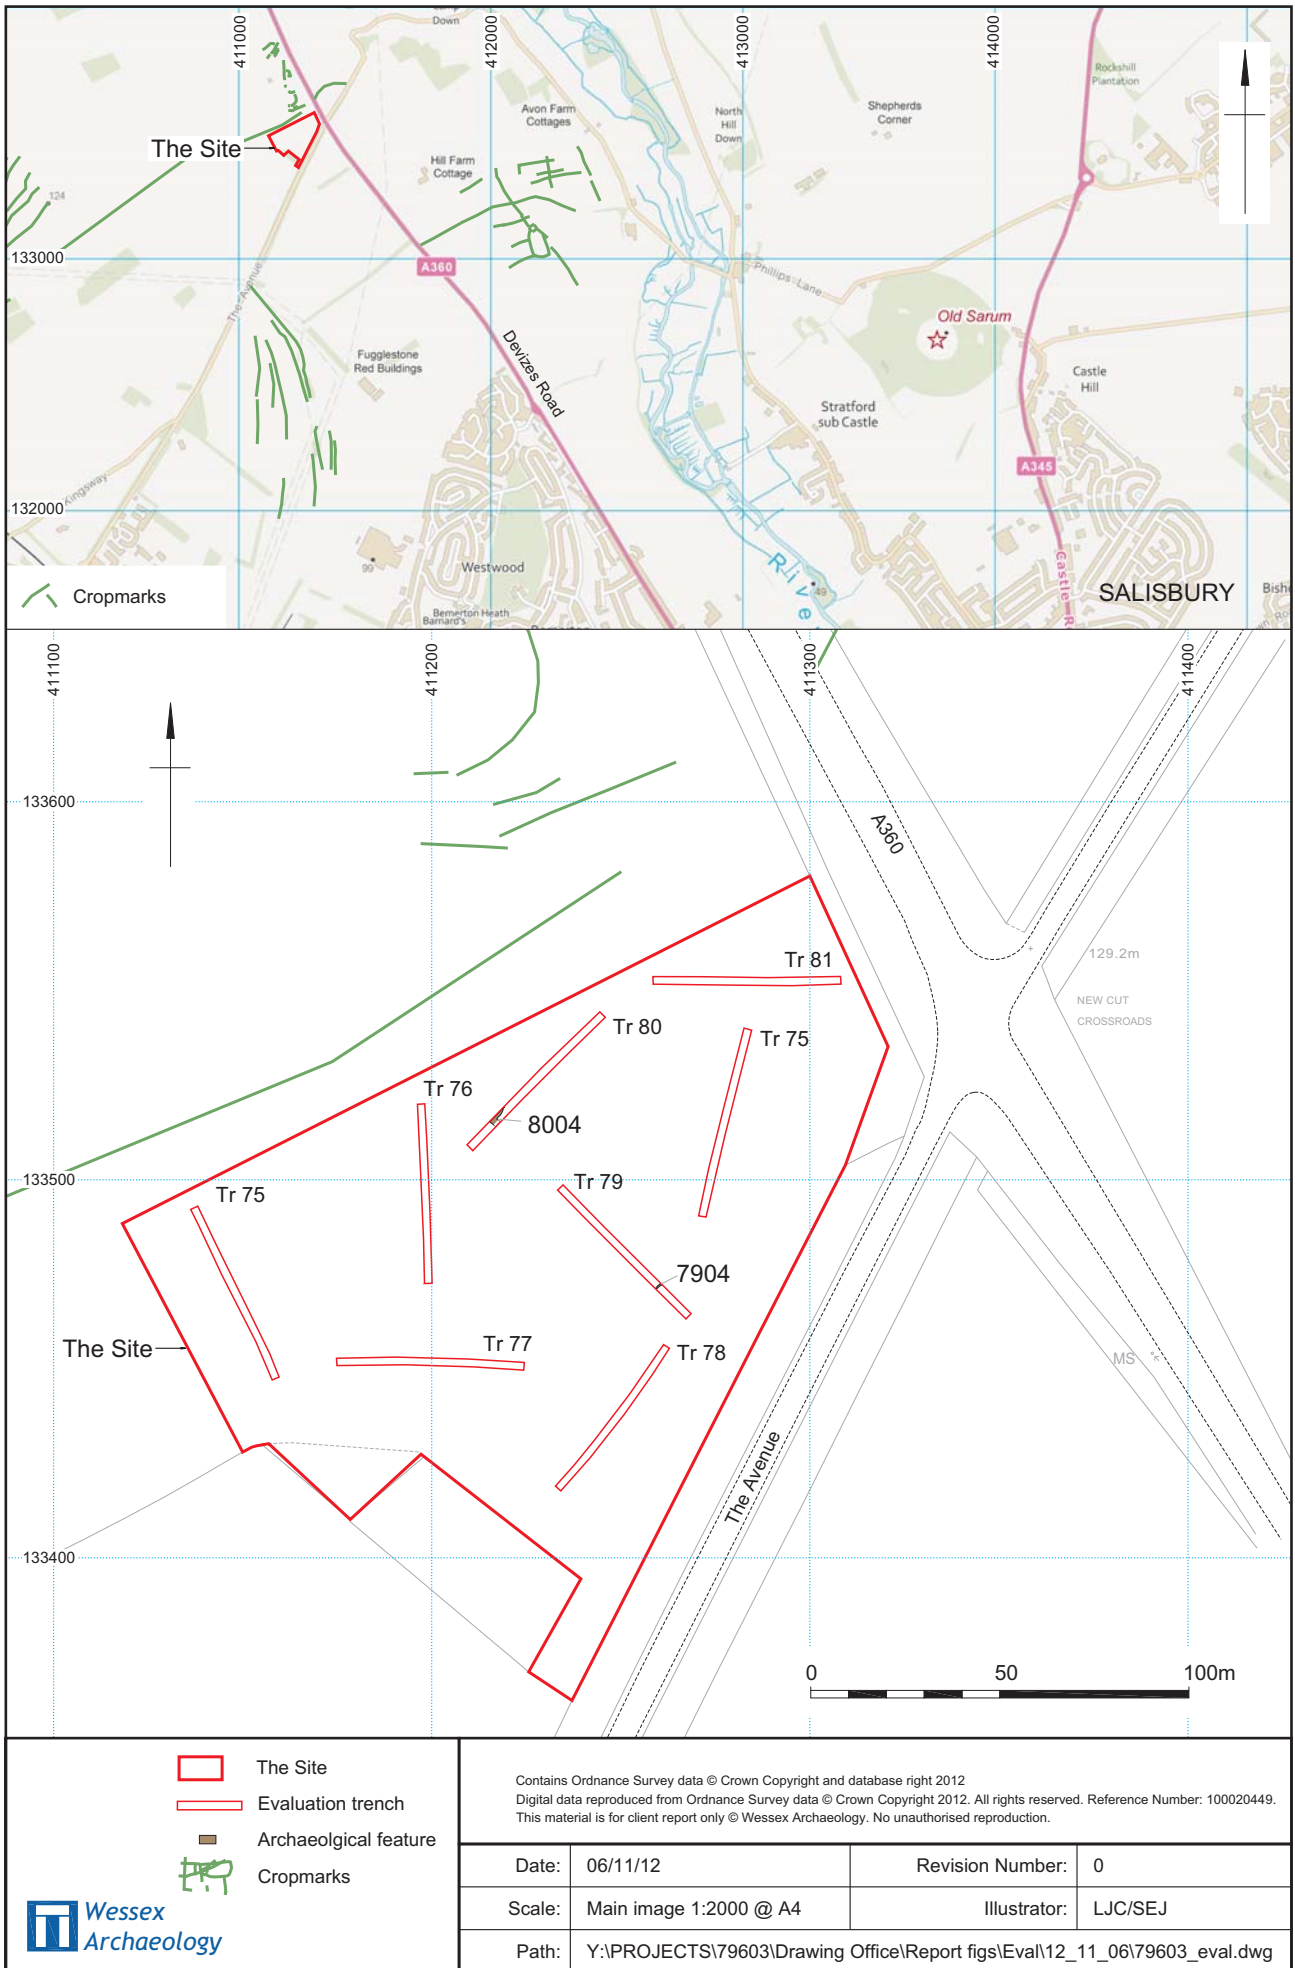 411000
412000
413000
414000
Down
Rockshill
Plantation
Avon Farm
Cottages
North
Hill
Down
Shepherds
Corner
The Site
Hill Farm
Cottage
124
133000
A360
The Avenue
Phillips Lane
Old Sarum
Devizes Road
Fugglestone
Red Buildings
Castle
Hill
Stratford
sub Castle
A345
Kingsway
132000
99
Westwood
49
Castle R
Cropmarks
SALISBURY
Bish
Bemerton Heath
Barnard's
River
411100
411200
411300
411400
133600
A360
Tr 81
129.2m
NEW CUT
CROSSROADS
Tr 80
Tr 75
Tr 76
8004
133500
Tr 75
Tr 79
7904
The Site
Tr 77
Tr 78
MS
The Avenue
133400
0 50 100m
The Site
Evaluation trench
Archaeolgical feature
Cropmarks
Wessex
Archaeology
Contains Ordnance Survey data © Crown Copyright and database right 2012
Digital data reproduced from Ordnance Survey data © Crown Copyright 2012. All rights reserved. Reference Number: 100020449.
This material is for client report only © Wessex Archaeology. No unauthorised reproduction.
Date: 06/11/12 Revision Number: 0
Scale: Main image 1:2000 @ A4 Illustrator: LJC/SEJ
Path: Y:\PROJECTS\79603\Drawing Office\Report figs\Eval\12_11_06\79603_eval.dwg